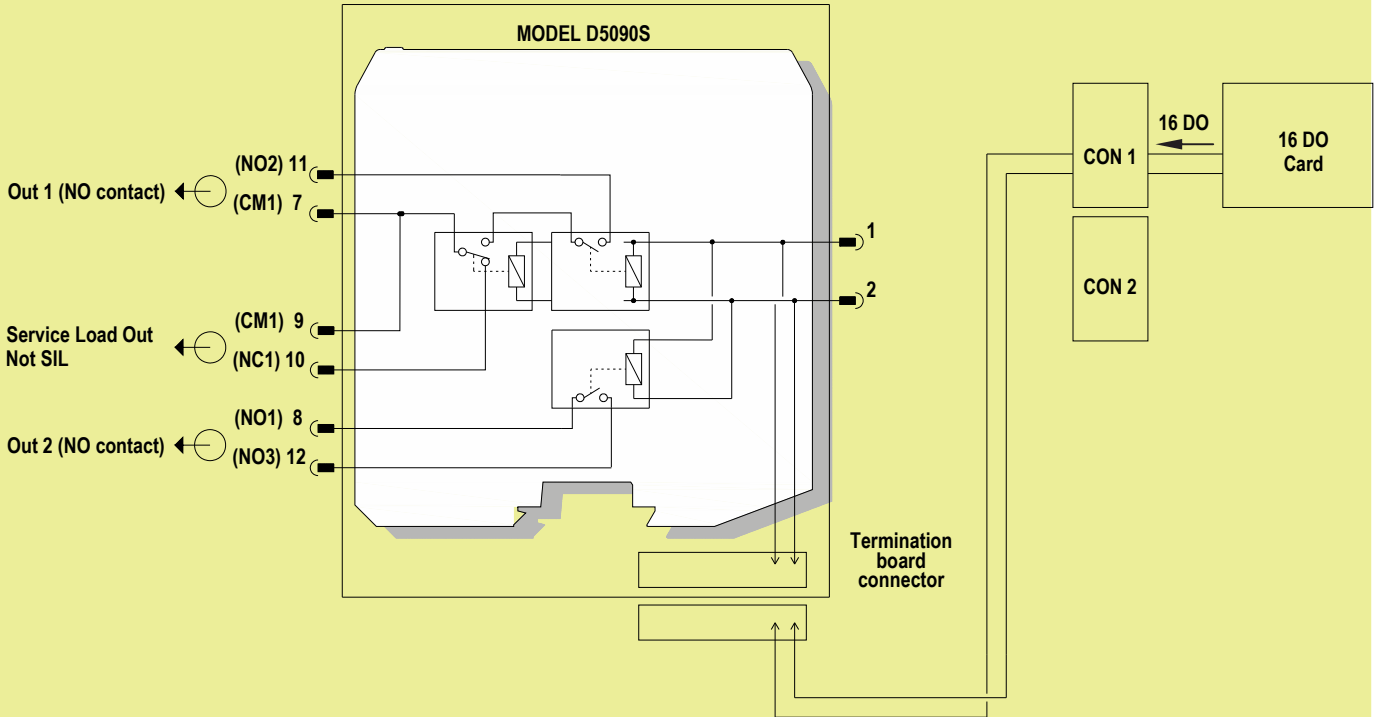 MODEL D5090S
Out 1 (NO contact)
(NO2) 11
(CM1) 7
Service Load Out
Not SIL
(CM1) 9
(NC1) 10
Out 2 (NO contact)
(NO1) 8
(NO3) 12
1
2
Termination
board
connector
CON 1
16 DO
16 DO
Card
CON 2